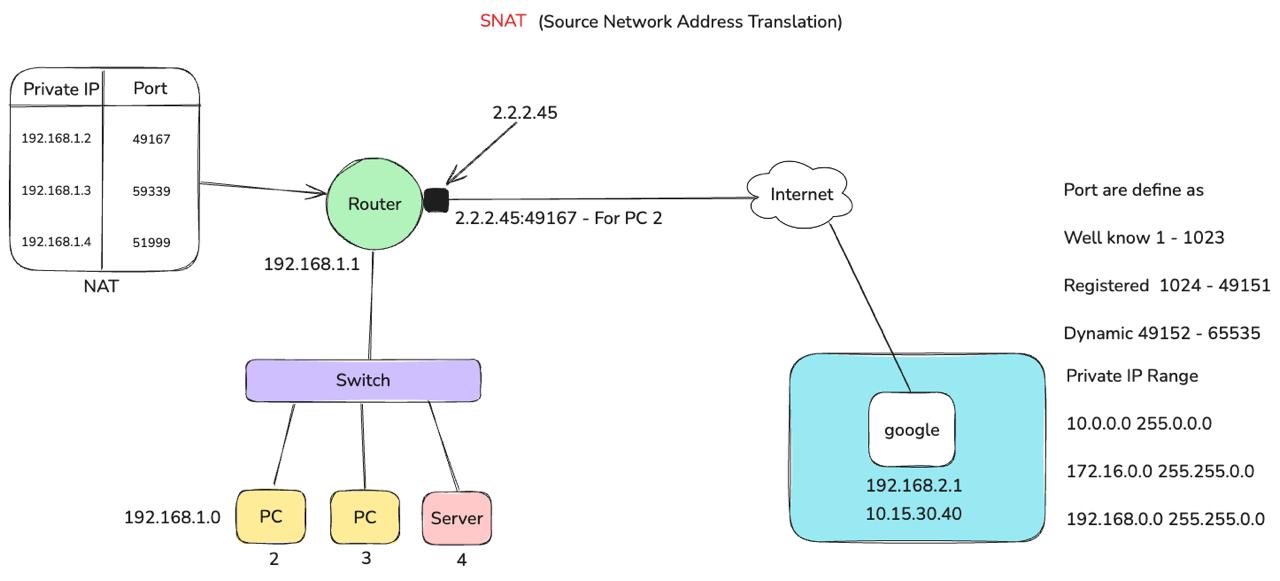 SNAT (Source Network Address Translation)
Private IP Port
192.168.1.2 49167
192.168.1.3 59339
192.168.1.4 51999
NAT
2.2.2.45
Router
2.2.2.45:49167 - For PC 2
Internet
192.168.1.1
Switch
192.168.1.0
PC PC Server
2 3 4
google
192.168.2.1
10.15.30.40
Port are define as
Well know 1 - 1023
Registered 1024 - 49151
Dynamic 49152 - 65535
Private IP Range
10.0.0.0 255.0.0.0
172.16.0.0 255.255.0.0
192.168.0.0 255.255.0.0